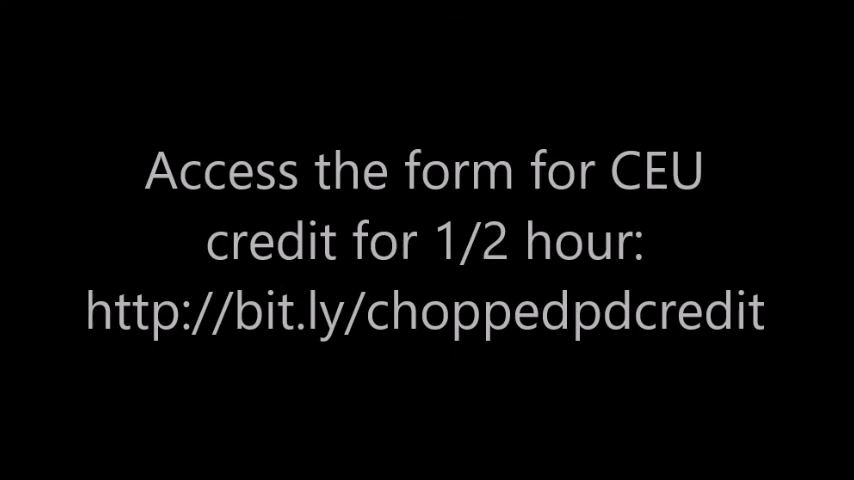 Access the form for CEU
credit for 1/2 hour:
http://bit.ly/choppedpdcredit